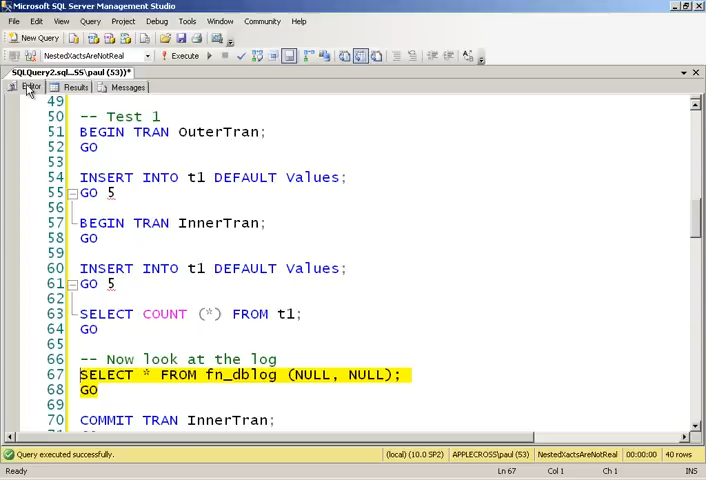 Microsoft SQL Server Management Studio
File Edit View Query Project Debug Tools Window Community Help
New Query
NestedXactsAreNotReal Execute
SQLQuery2.sql...SS\paul (53))*
Editor Results Messages
49
50 -- Test 1
51 BEGIN TRAN OuterTran;
52 GO
53
54 INSERT INTO t1 DEFAULT Values;
55 GO 5
56
57 BEGIN TRAN InnerTran;
58 GO
59
60 INSERT INTO t1 DEFAULT Values;
61 GO 5
62
63 SELECT COUNT (*) FROM t1;
64 GO
65
66 -- Now look at the log
67 SELECT * FROM fn_dblog (NULL, NULL);
68 GO
69
70 COMMIT TRAN InnerTran;
Query executed successfully. (local) (10.0 SP2) APPLECROSS\paul (53) NestedXactsAreNotReal 00:00:00 40 rows
Ready Ln 67 Col 1 Ch 1 INS